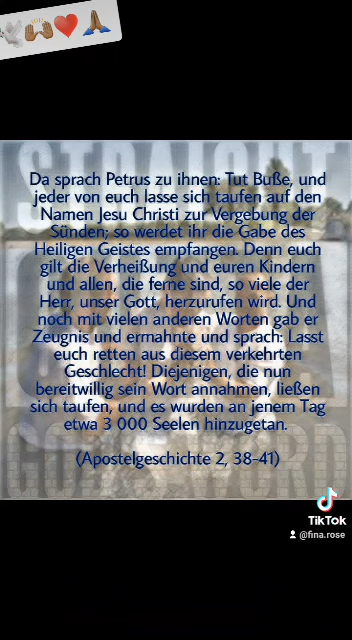 🕊🙌🏾❤️🙏🏾
STRAIGHT
Da sprach Petrus zu ihnen: Tut Buße, und
jeder von euch lasse sich taufen auf den
Namen Jesu Christi zur Vergebung der
Sünden; so werdet ihr die Gabe des
Heiligen Geistes empfangen. Denn euch
gilt die Verheißung und euren Kindern
und allen, die ferne sind, so viele der
Herr, unser Gott, herzurufen wird. Und
noch mit vielen anderen Worten gab er
Zeugnis und ermahnte und sprach: Lasst
euch retten aus diesem verkehrten
Geschlecht! Diejenigen, die nun
bereitwillig sein Wort annahmen, ließen
sich taufen, und es wurden an jenem Tag
etwa 3 000 Seelen hinzugetan.
(Apostelgeschichte 2, 38-41)
TikTok
@fina.rose